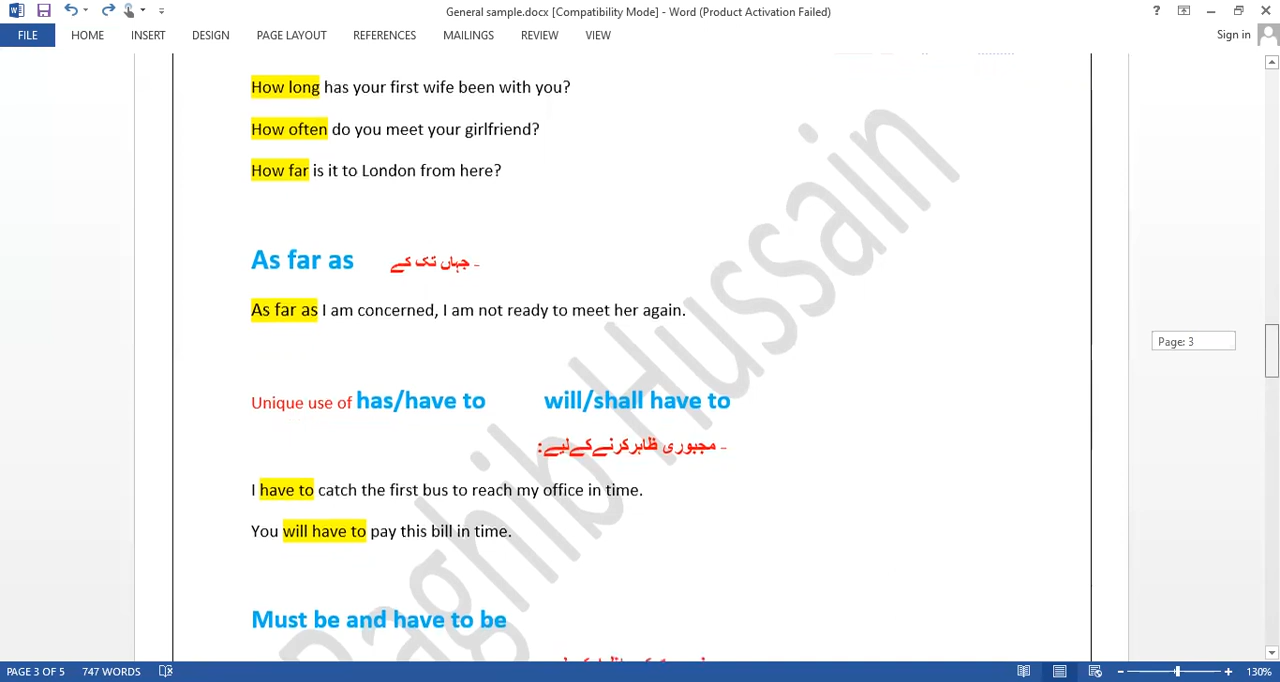 General sample.docx [Compatibility Mode] - Word (Product Activation Failed)
FILE HOME INSERT DESIGN PAGE LAYOUT REFERENCES MAILINGS REVIEW VIEW Sign in
How long has your first wife been with you?
How often do you meet your girlfriend?
How far is it to London from here?
As far as - جہاں تک کے
As far as I am concerned, I am not ready to meet her again.
Page: 3
Unique use of has/have to will/shall have to
- مجبوری ظاہر کرنے کے لیے :
I have to catch the first bus to reach my office in time.
You will have to pay this bill in time.
Must be and have to be
Raghib Hussain
PAGE 3 OF 5 747 WORDS 130%